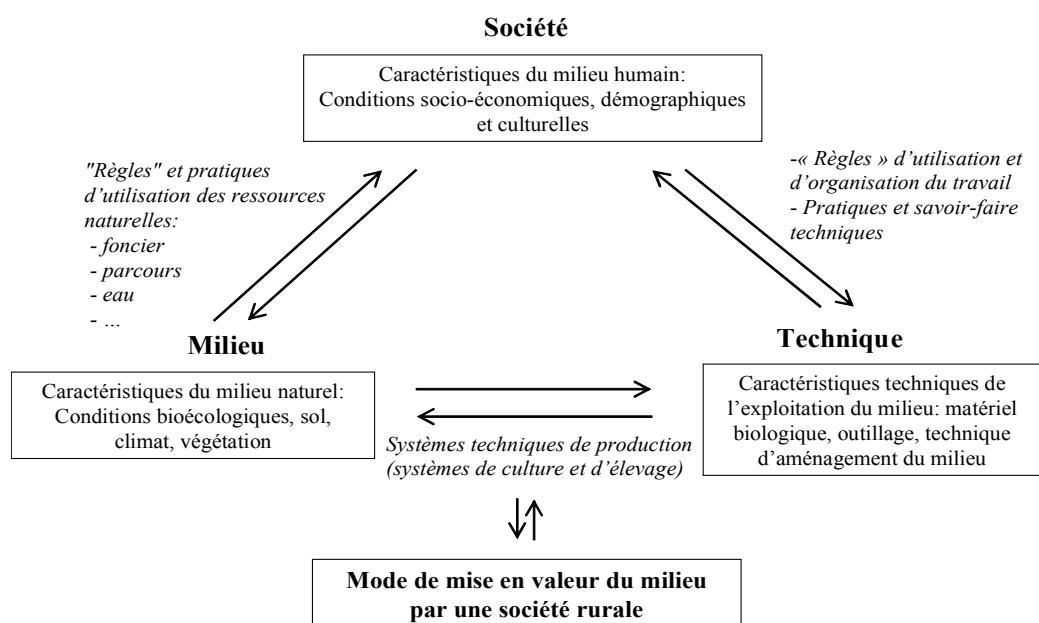 Société
Caractéristiques du milieu humain:
Conditions socio-économiques, démographiques
et culturelles
"Règles" et pratiques
d'utilisation des ressources
naturelles:
- foncier
- parcours
- eau
- ...
-« Règles » d'utilisation et
d'organisation du travail
- Pratiques et savoir-faire
techniques
Milieu
Caractéristiques du milieu naturel:
Conditions bioécologiques, sol,
climat, végétation
Technique
Caractéristiques techniques de
l'exploitation du milieu: matériel
biologique, outillage, technique
d'aménagement du milieu
Systèmes techniques de production
(systèmes de culture et d'élevage)
Mode de mise en valeur du milieu
par une société rurale